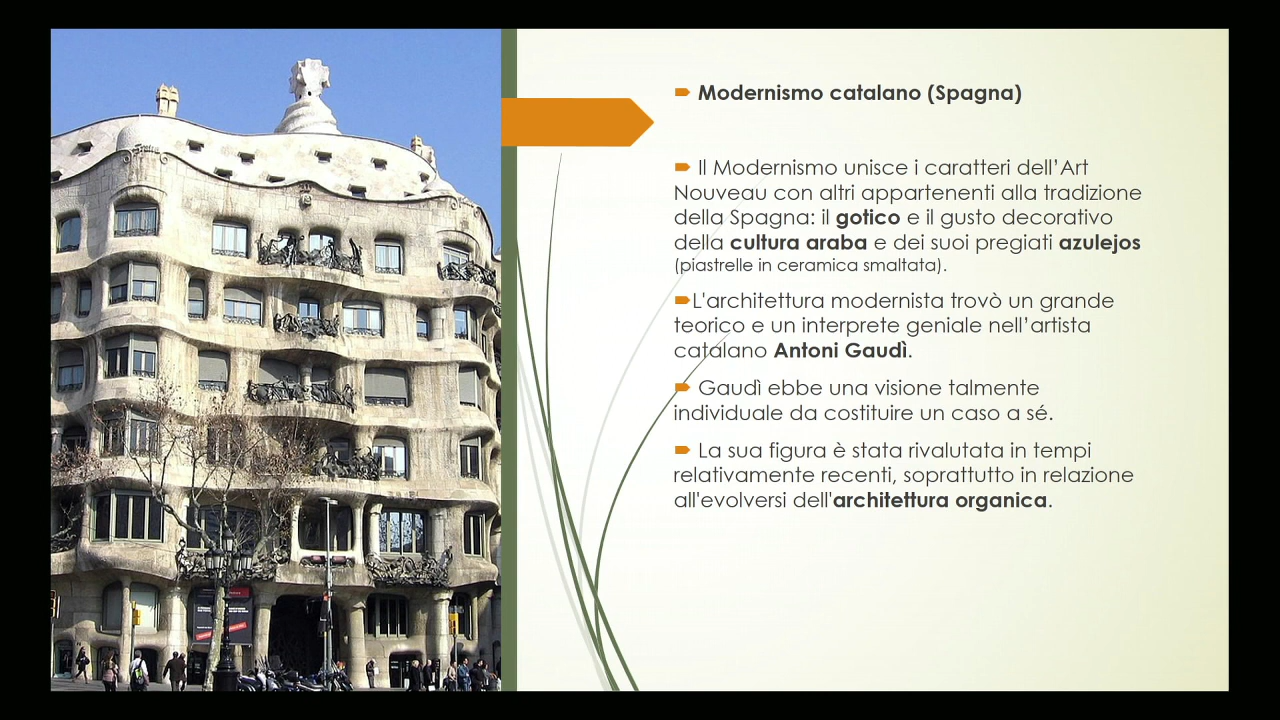 Modernismo catalano (Spagna)
Il Modernismo unisce i caratteri dell’Art
Nouveau con altri appartenenti alla tradizione
della Spagna: il gotico e il gusto decorativo
della cultura araba e dei suoi pregiati azulejos
(piastrelle in ceramica smaltata).
L'architettura modernista trovò un grande
teorico e un interprete geniale nell’artista
catalano Antoni Gaudì.
Gaudì ebbe una visione talmente
individuale da costituire un caso a sé.
La sua figura è stata rivalutata in tempi
relativamente recenti, soprattutto in relazione
all'evolversi dell'architettura organica.